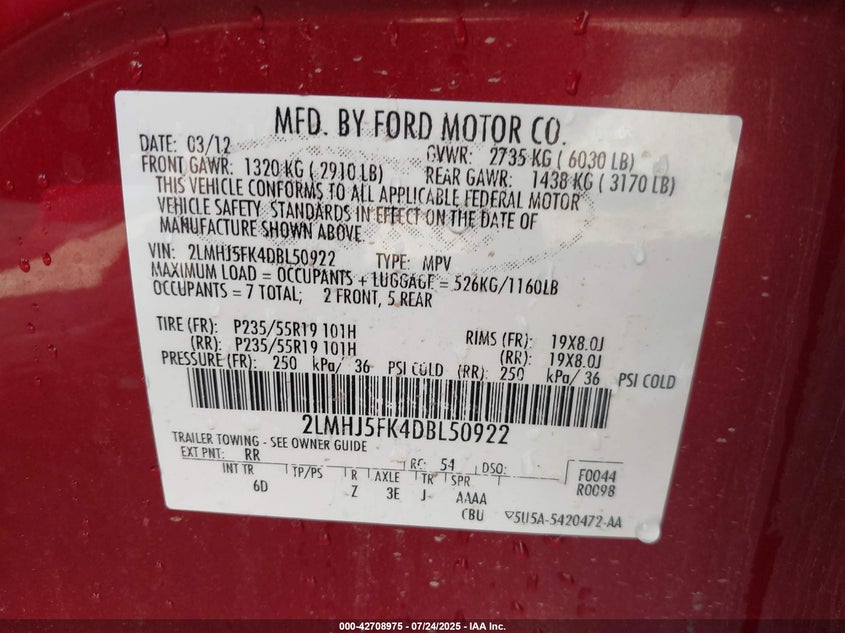 MFD. BY FORD MOTOR CO.
DATE: 03/12 GVWR: 2735 KG ( 6030 LB)
FRONT GAWR: 1320 KG ( 2910 LB) REAR GAWR: 1438 KG ( 3170 LB)
THIS VEHICLE CONFORMS TO ALL APPLICABLE FEDERAL MOTOR
VEHICLE SAFETY STANDARDS IN EFFECT ON THE DATE OF
MANUFACTURE SHOWN ABOVE.
VIN: 2LMHJ5FK4DBL50922 TYPE: MPV
MAXIMUM LOAD = OCCUPANTS + LUGGAGE = 526KG/1160LB
OCCUPANTS = 7 TOTAL; 2 FRONT, 5 REAR
TIRE (FR): P235/55R19 101H RIMS (FR): 19X8.0J
(RR): P235/55R19 101H (RR): 19X8.0J
PRESSURE (FR): 250 kPa/ 36 PSI COLD (RR): 250 kPa/ 36 PSI COLD
2LMHJ5FK4DBL50922
TRAILER TOWING - SEE OWNER GUIDE
EXT PNT: RR RC: 54 DSO: F0044
INT TR TP/PS R AXLE TR SPR R0098
6D Z 3E J AAAA
CBU ▽5U5A-5420472-AA
000-42708975 - 07/24/2025 - IAA Inc.